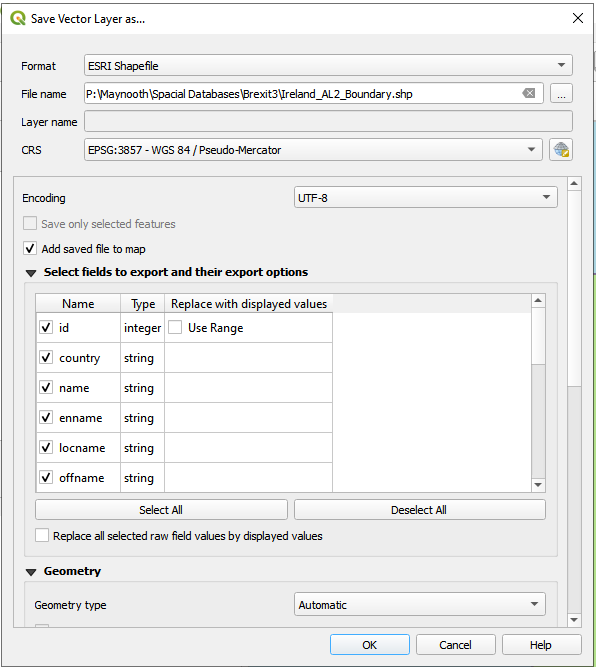 Save Vector Layer as...
Format ESRI Shapefile
File name P:\Maynooth\Spacial Databases\Brexit3\Ireland_AL2_Boundary.shp ...
Layer name
CRS EPSG:3857 - WGS 84 / Pseudo-Mercator
Encoding UTF-8
Save only selected features
Add saved file to map
Select fields to export and their export options
Name Type Replace with displayed values
id integer Use Range
country string
name string
enname string
locname string
offname string
Select All Deselect All
Replace all selected raw field values by displayed values
Geometry
Geometry type Automatic
OK Cancel Help